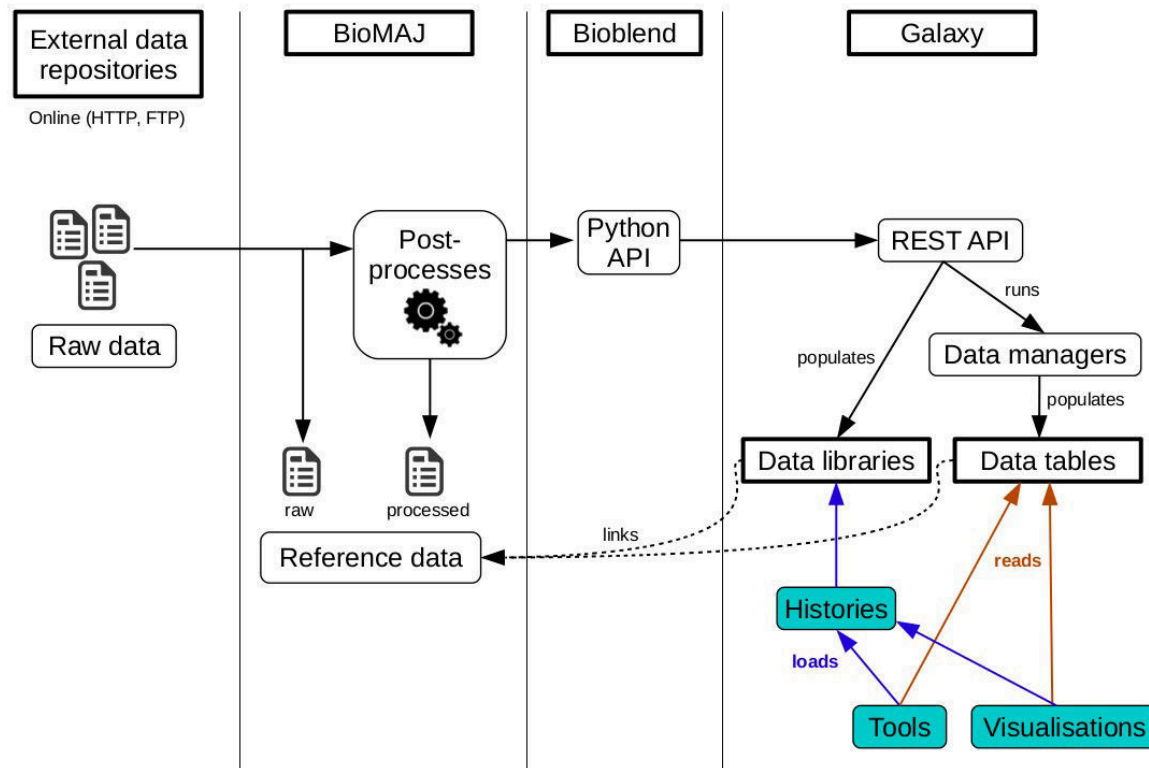 External data
repositories
BioMAJ
Bioblend
Galaxy
Online (HTTP, FTP)
Post-
processes
Python
API
REST API
runs
Raw data
populates
Data managers
populates
Data libraries
Data tables
raw
processed
links
Reference data
reads
Histories
loads
Tools
Visualisations